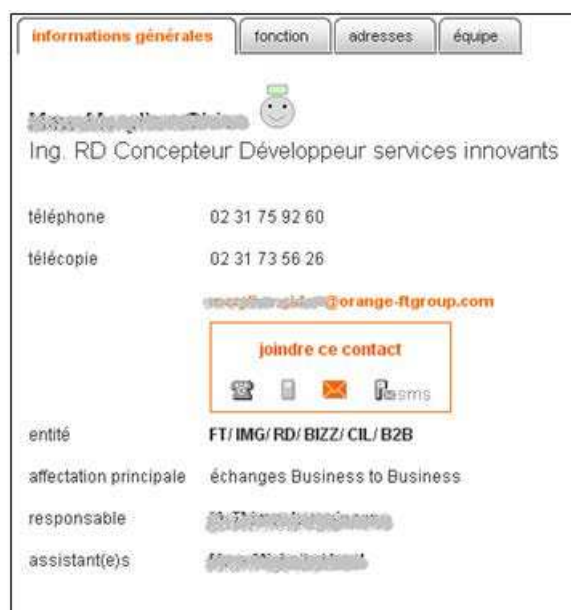 informations générales fonction adresses équipe
Ing. RD Concepteur Développeur services innovants
téléphone 02 31 75 92 60
télécopie 02 31 73 56 26
@orange-ftgroup.com
joindre ce contact
sms
entité FT/ IMG/ RD/ BIZZ/ CIL/ B2B
affectation principale échanges Business to Business
responsable
assistant(e)s